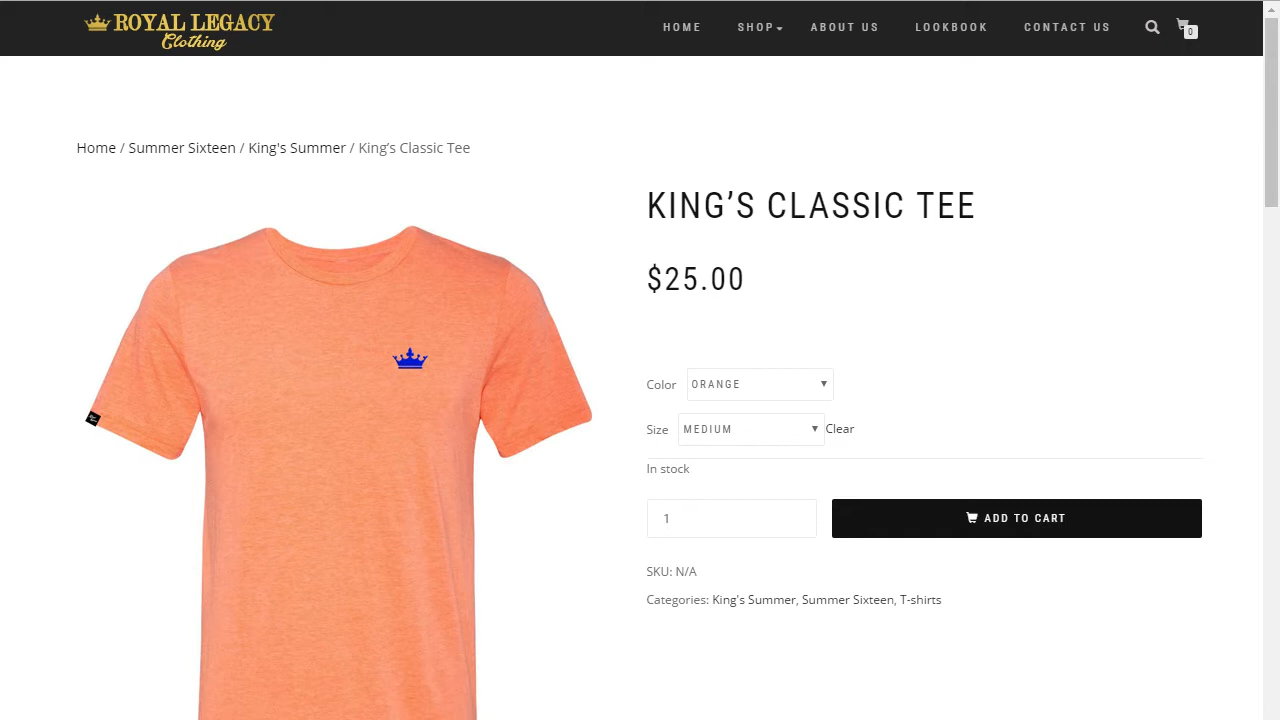 ROYAL LEGACY
Clothing
HOME SHOP ABOUT US LOOKBOOK CONTACT US 0
Home / Summer Sixteen / King's Summer / King’s Classic Tee
KING’S CLASSIC TEE
$25.00
Color ORANGE
Size MEDIUM Clear
In stock
1 ADD TO CART
SKU: N/A
Categories: King's Summer, Summer Sixteen, T-shirts